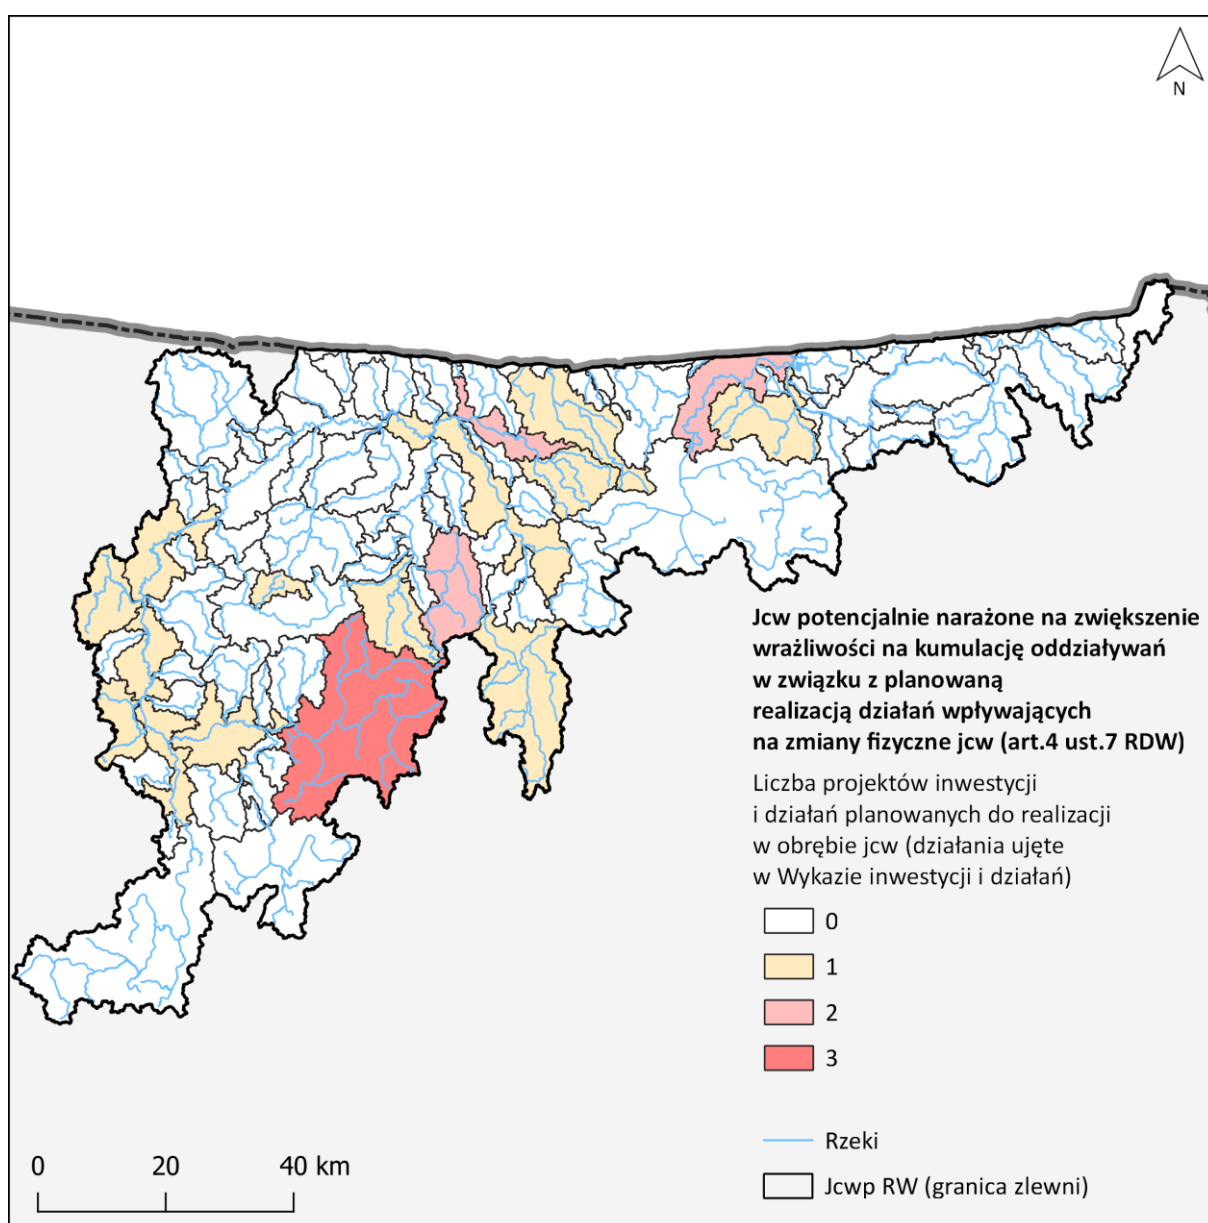 N
Jcw potencjalnie narażone na zwiększenie
wrażliwości na kumulację oddziaływań
w związku z planowaną
realizacją działań wpływających
na zmiany fizyczne jcw (art.4 ust.7 RDW)
Liczba projektów inwestycji
i działań planowanych do realizacji
w obrębie jcw (działania ujęte
w Wykazie inwestycji i działań)
0
1
2
3
Rzeki
Jcwp RW (granica zlewni)
0 20 40 km